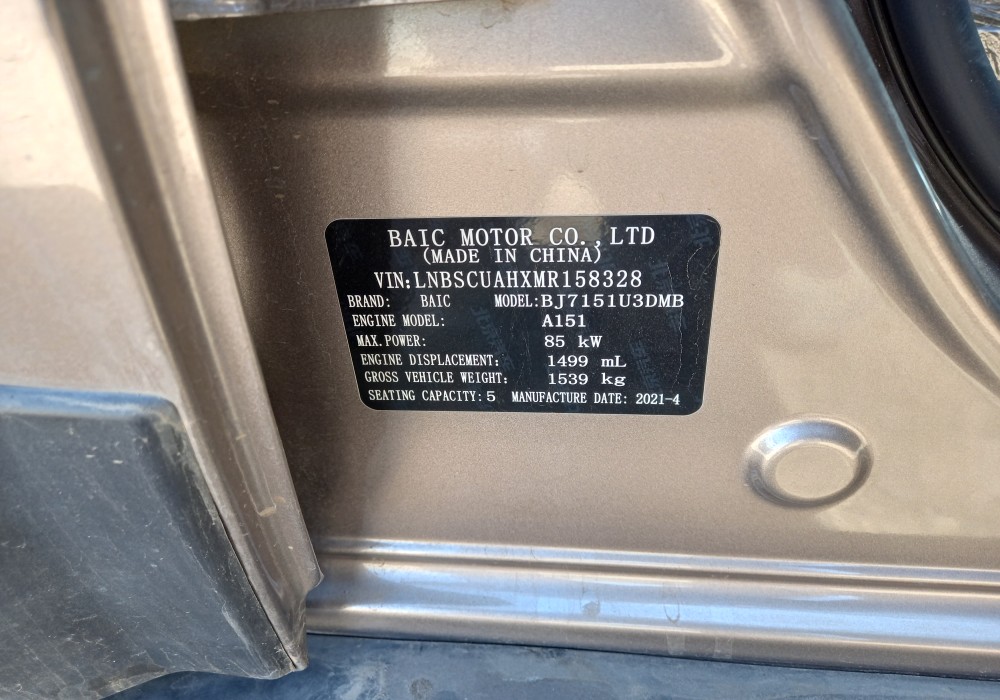 BAIC MOTOR CO.,LTD
(MADE IN CHINA)
VIN:LNBSCUAHXMR158328
BRAND: BAIC MODEL:BJ7151U3DMB
ENGINE MODEL: A151
MAX.POWER: 85 kW
ENGINE DISPLACEMENT: 1499 mL
GROSS VEHICLE WEIGHT: 1539 kg
SEATING CAPACITY:5 MANUFACTURE DATE: 2021-4